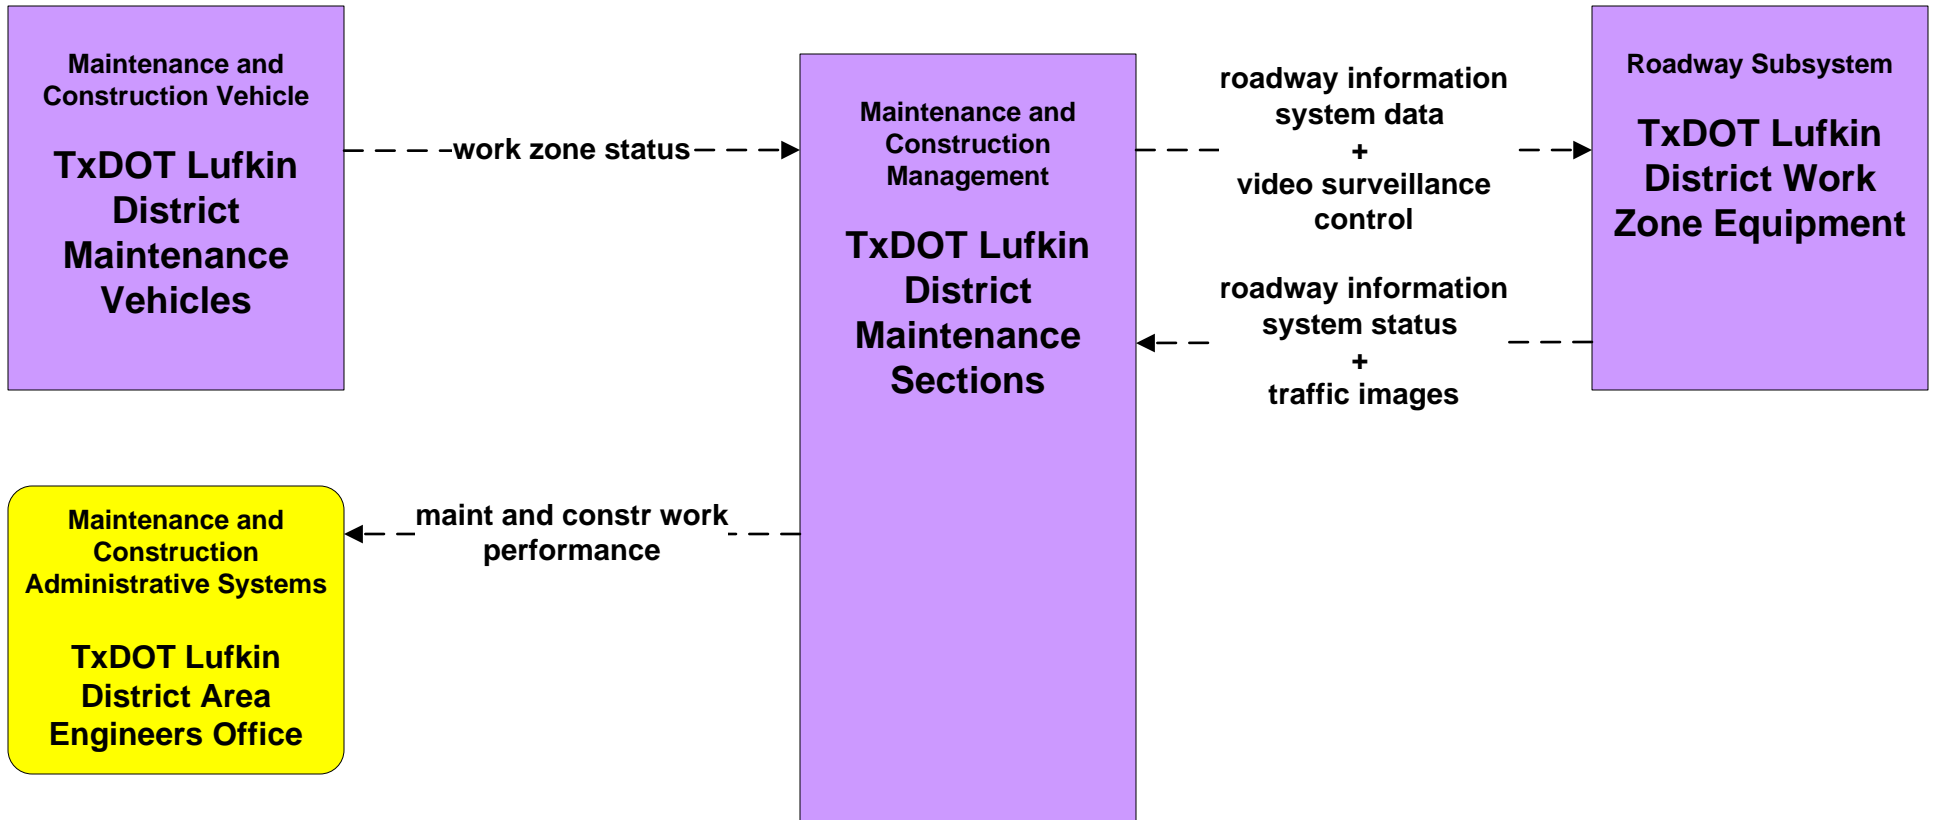 Maintenance and
Construction Vehicle
TxDOT Lufkin
District
Maintenance
Vehicles
work zone status
Maintenance and
Construction
Management
TxDOT Lufkin
District
Maintenance
Sections
roadway information
system data
+
video surveillance
control
roadway information
system status
+
traffic images
Roadway Subsystem
TxDOT Lufkin
District Work
Zone Equipment
Maintenance and
Construction
Administrative Systems
TxDOT Lufkin
District Area
Engineers Office
maint and constr work
performance